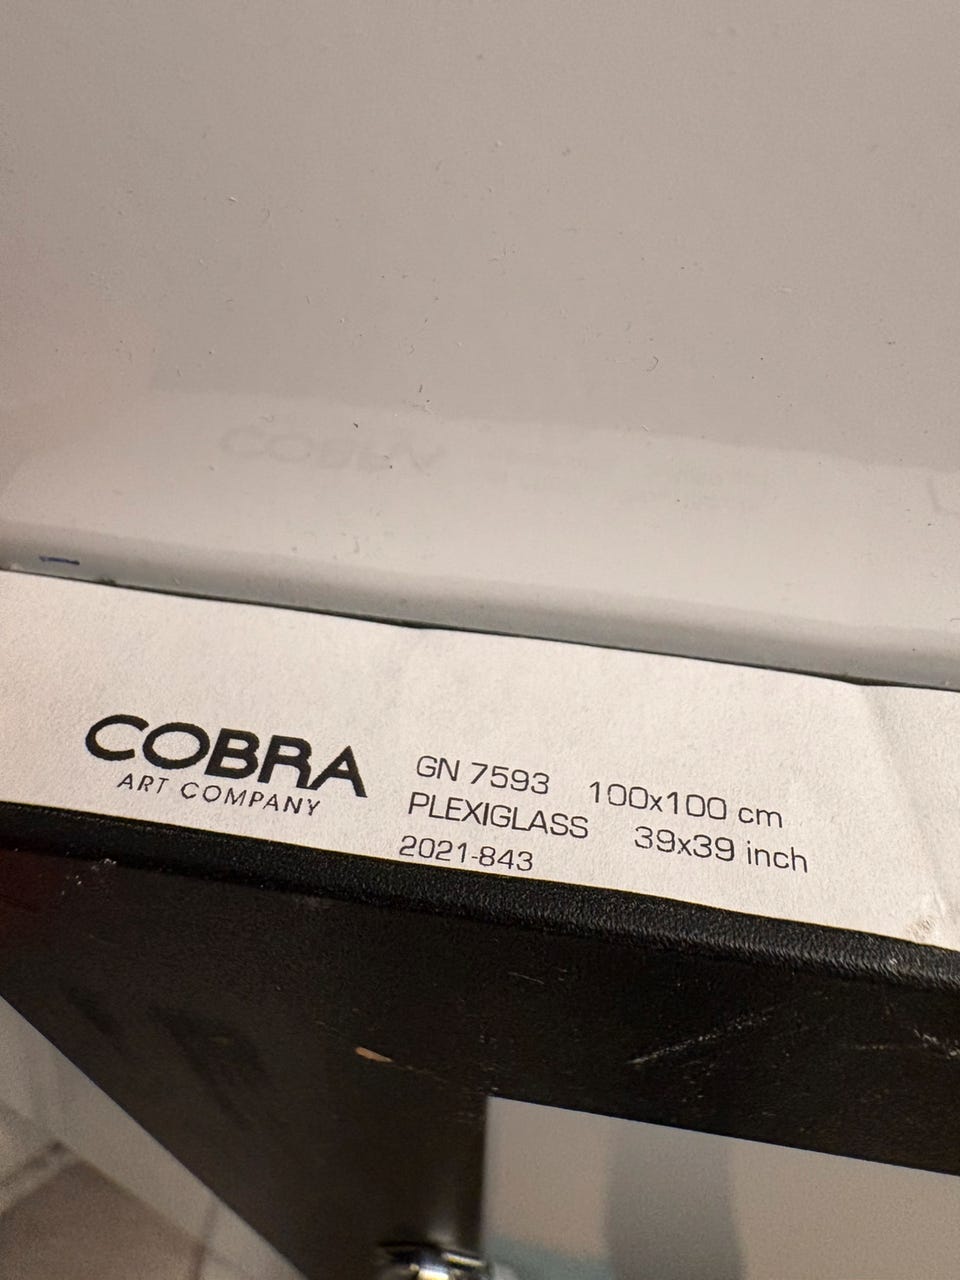 COBRA
ART COMPANY
GN 7593 100x100 cm
PLEXIGLASS 39x39 inch
2021-843